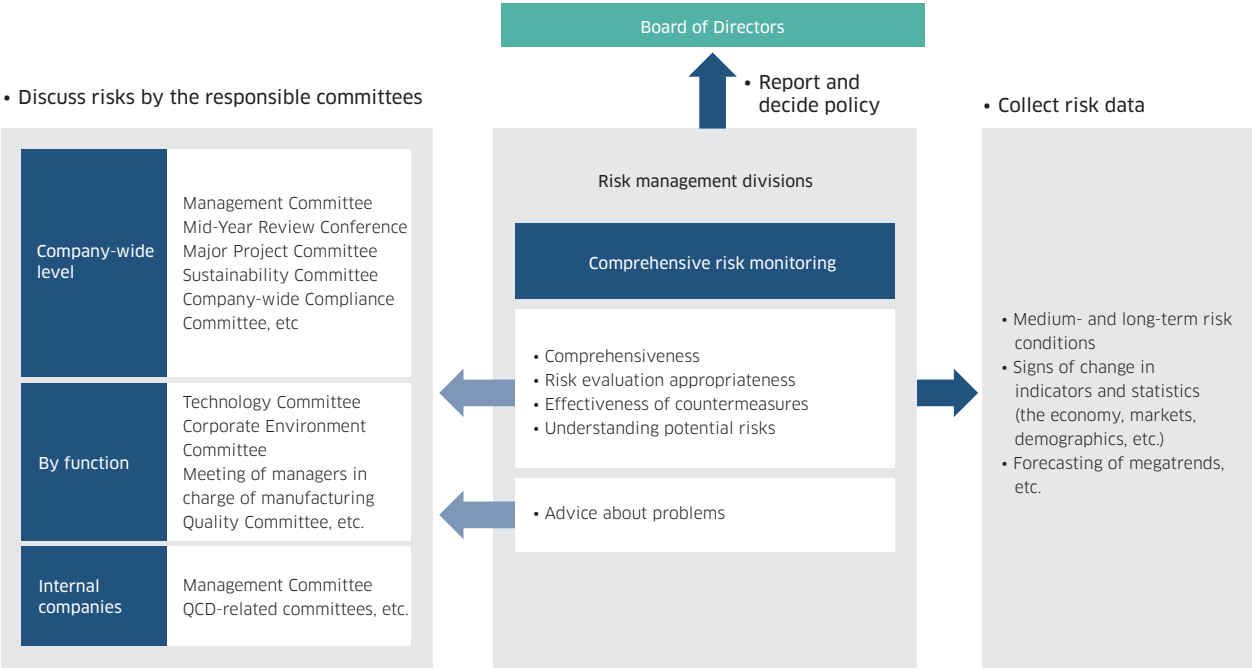 Board of Directors
• Report and
decide policy
• Discuss risks by the responsible committees
Company-wide
level
Management Committee
Mid-Year Review Conference
Major Project Committee
Sustainability Committee
Company-wide Compliance
Committee, etc
By function
Technology Committee
Corporate Environment
Committee
Meeting of managers in
charge of manufacturing
Quality Committee, etc.
Internal
companies
Management Committee
QCD-related committees, etc.
Risk management divisions
Comprehensive risk monitoring
• Comprehensiveness
• Risk evaluation appropriateness
• Effectiveness of countermeasures
• Understanding potential risks
• Advice about problems
• Collect risk data
• Medium- and long-term risk
conditions
• Signs of change in
indicators and statistics
(the economy, markets,
demographics, etc.)
• Forecasting of megatrends,
etc.